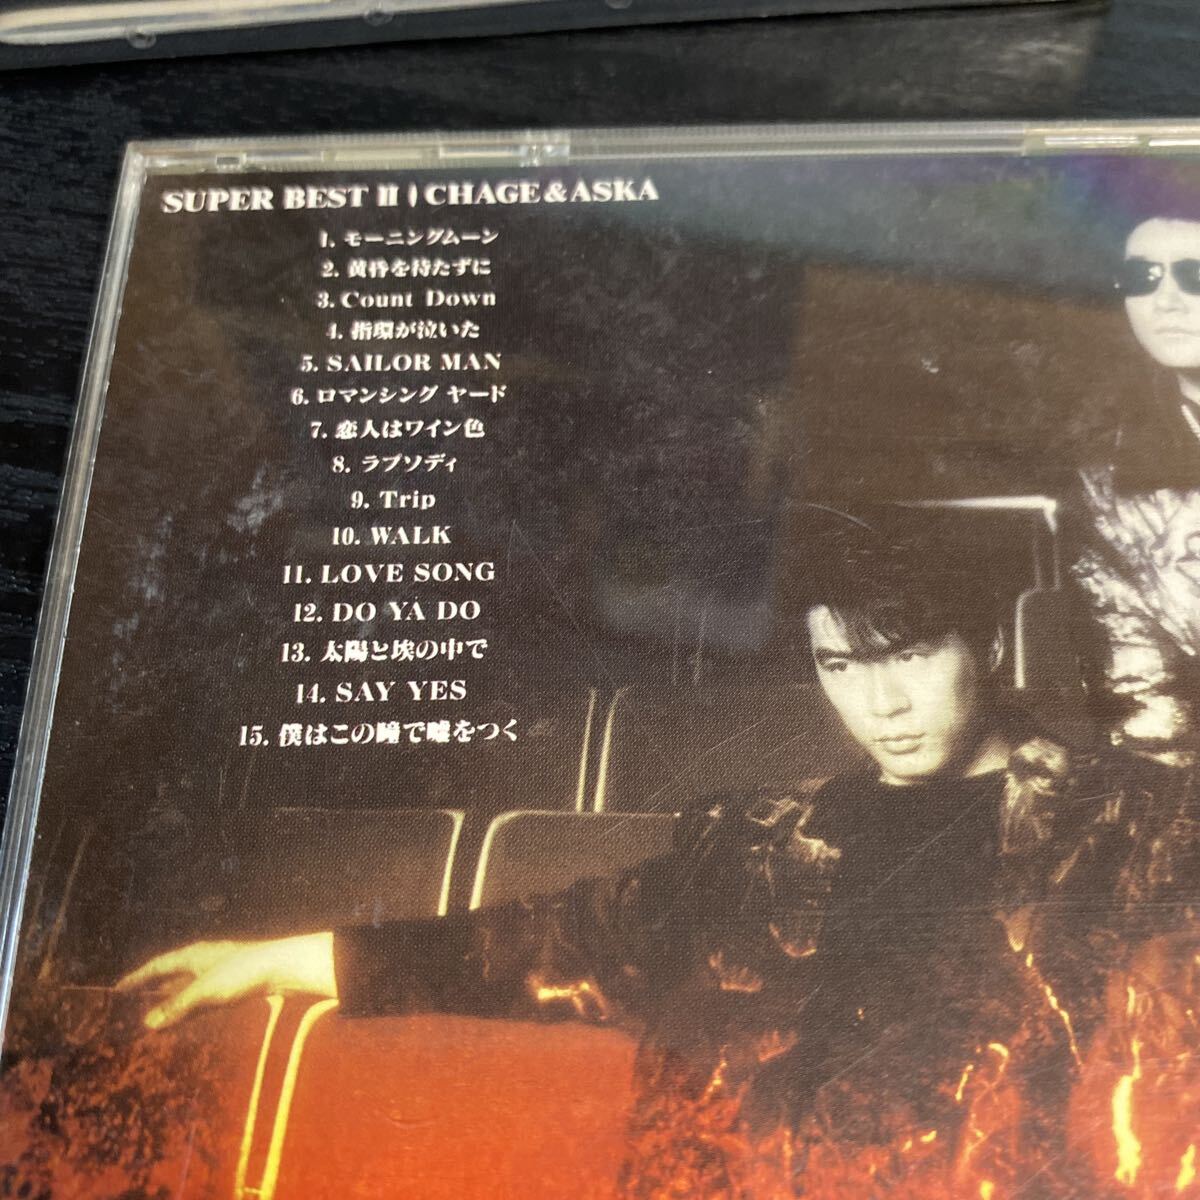 SUPER BEST II | CHAGE&ASKA
1. モーニングムーン
2. 黄昏を待たずに
3. Count Down
4. 指環が泣いた
5. SAILOR MAN
6. ロマンシング ヤード
7. 恋人はワイン色
8. ラプソディ
9. Trip
10. WALK
11. LOVE SONG
12. DO YA DO
13. 太陽と埃の中で
14. SAY YES
15. 僕はこの瞳で嘘をつく